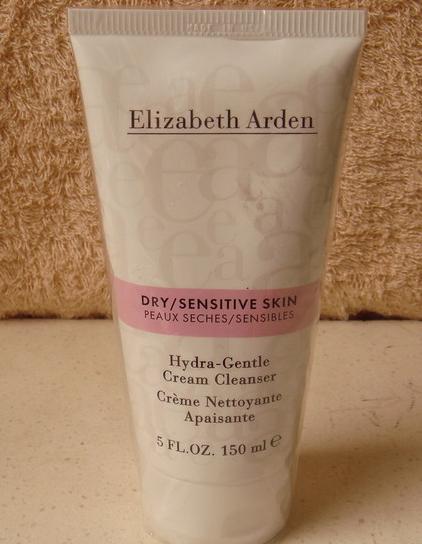 Elizabeth Arden
DRY/SENSITIVE SKIN
PEAUX SECHES/SENSIBLES
Hydra-Gentle
Cream Cleanser
Crème Nettoyante
Apaisante
5 FL.OZ. 150 ml ℮